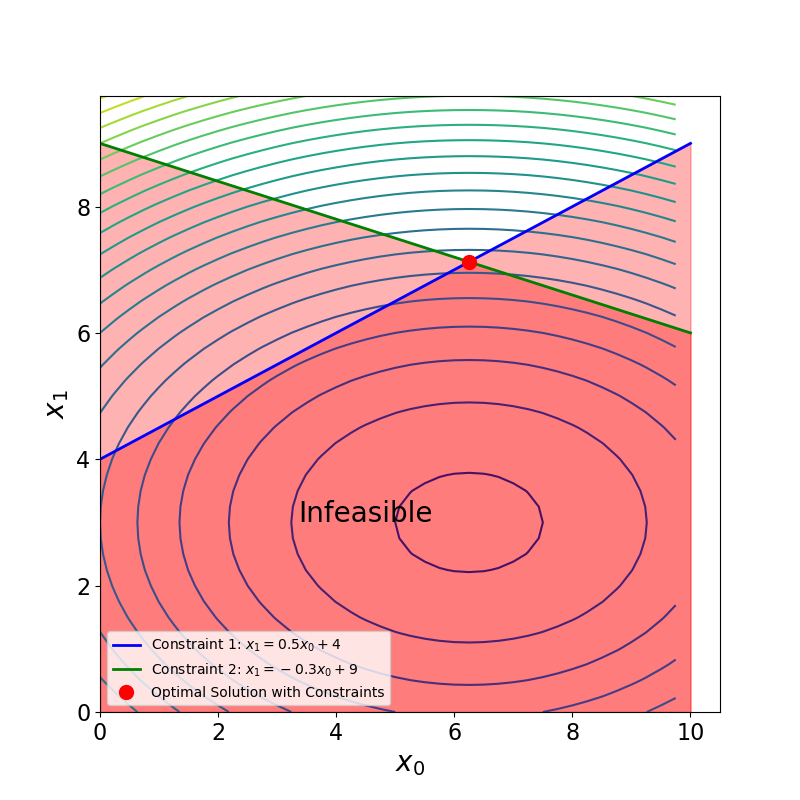 x₁
8
6
4
2
0
Infeasible
Constraint 1: x₁ = 0.5x₀ + 4
Constraint 2: x₁ = −0.3x₀ + 9
Optimal Solution with Constraints
0 2 4 6 8 10
x₀